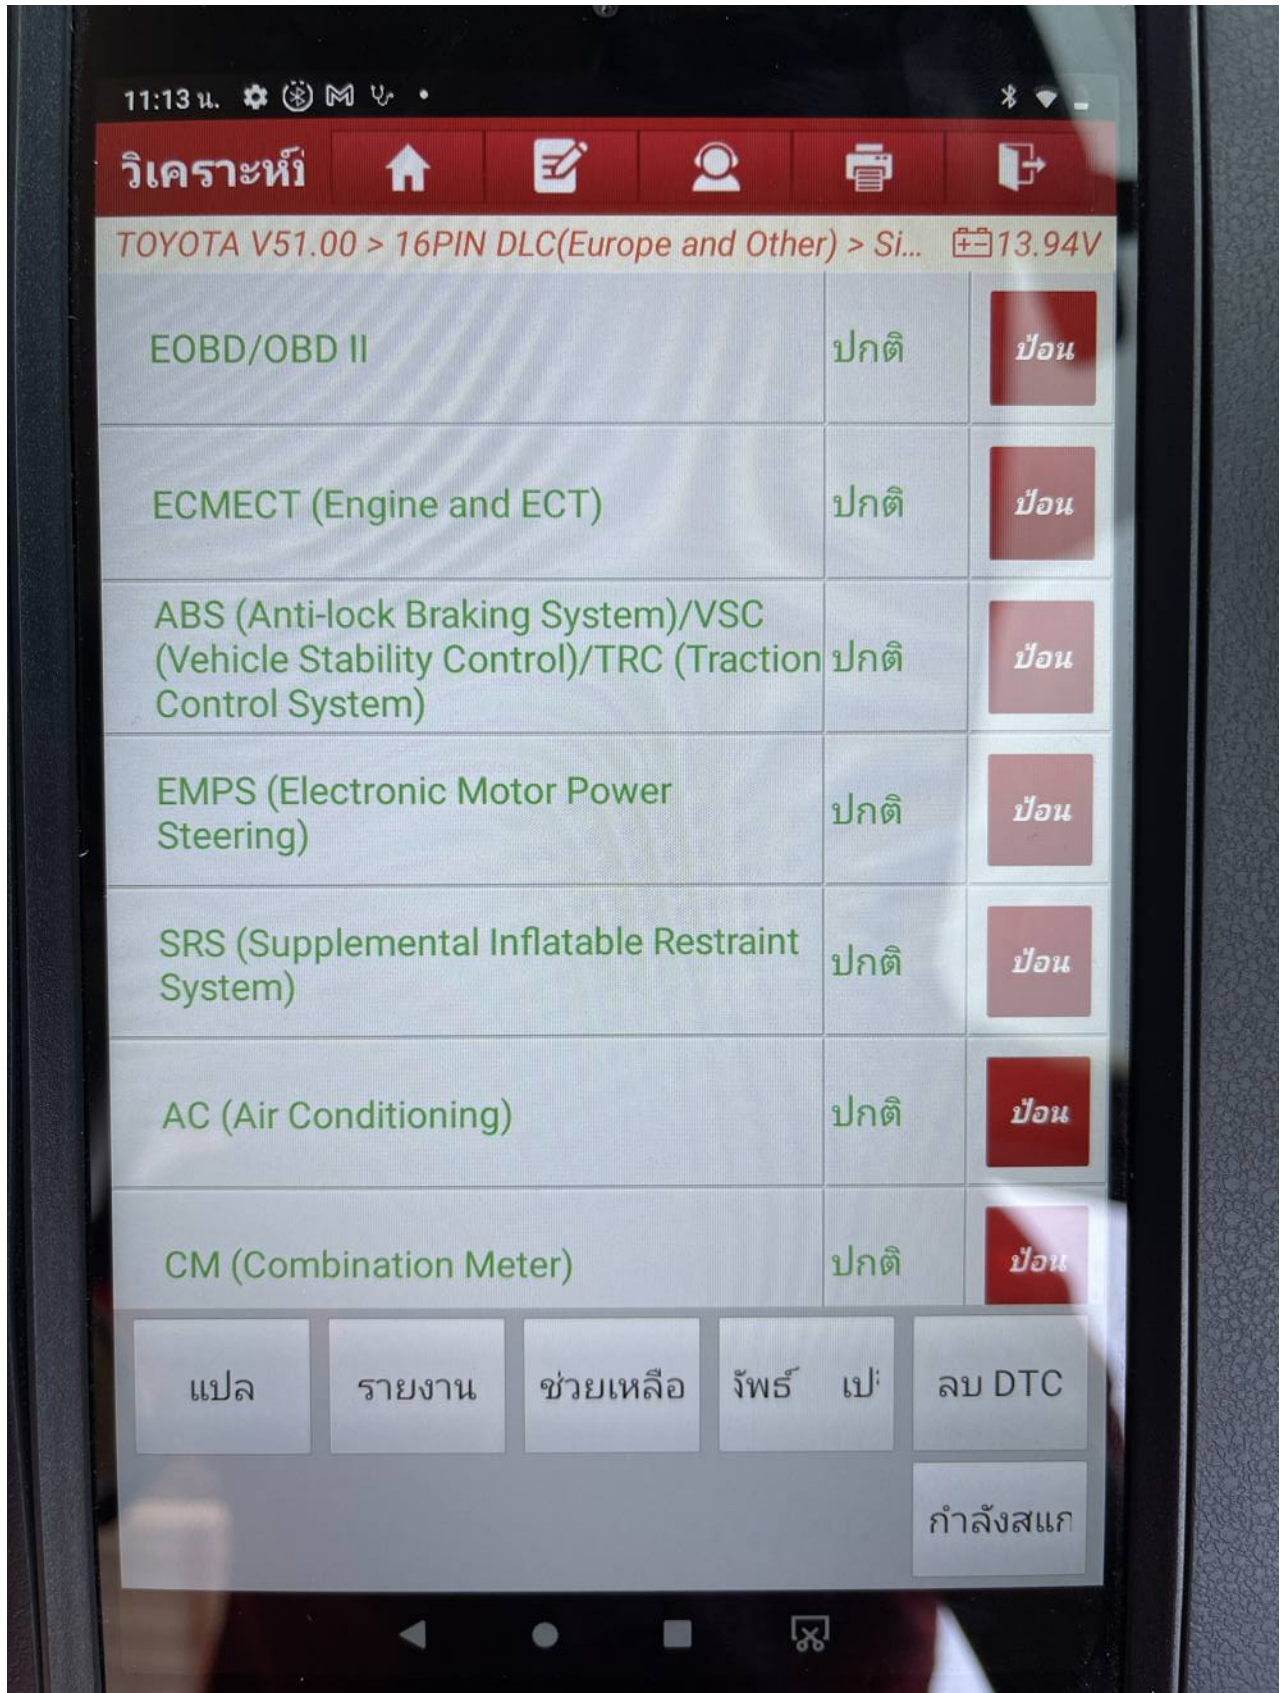 11:13 น.
วิเคราะห์
TOYOTA V51.00 > 16PIN DLC(Europe and Other) > Si... 13.94V
EOBD/OBD II ปกติ ป้อน
ECMECT (Engine and ECT) ปกติ ป้อน
ABS (Anti-lock Braking System)/VSC
(Vehicle Stability Control)/TRC (Traction ปกติ ป้อน
Control System)
EMPS (Electronic Motor Power
Steering) ปกติ ป้อน
SRS (Supplemental Inflatable Restraint
System) ปกติ ป้อน
AC (Air Conditioning) ปกติ ป้อน
CM (Combination Meter) ปกติ ป้อน
แปล รายงาน ช่วยเหลือ ลบ DTC
กำลังสแก